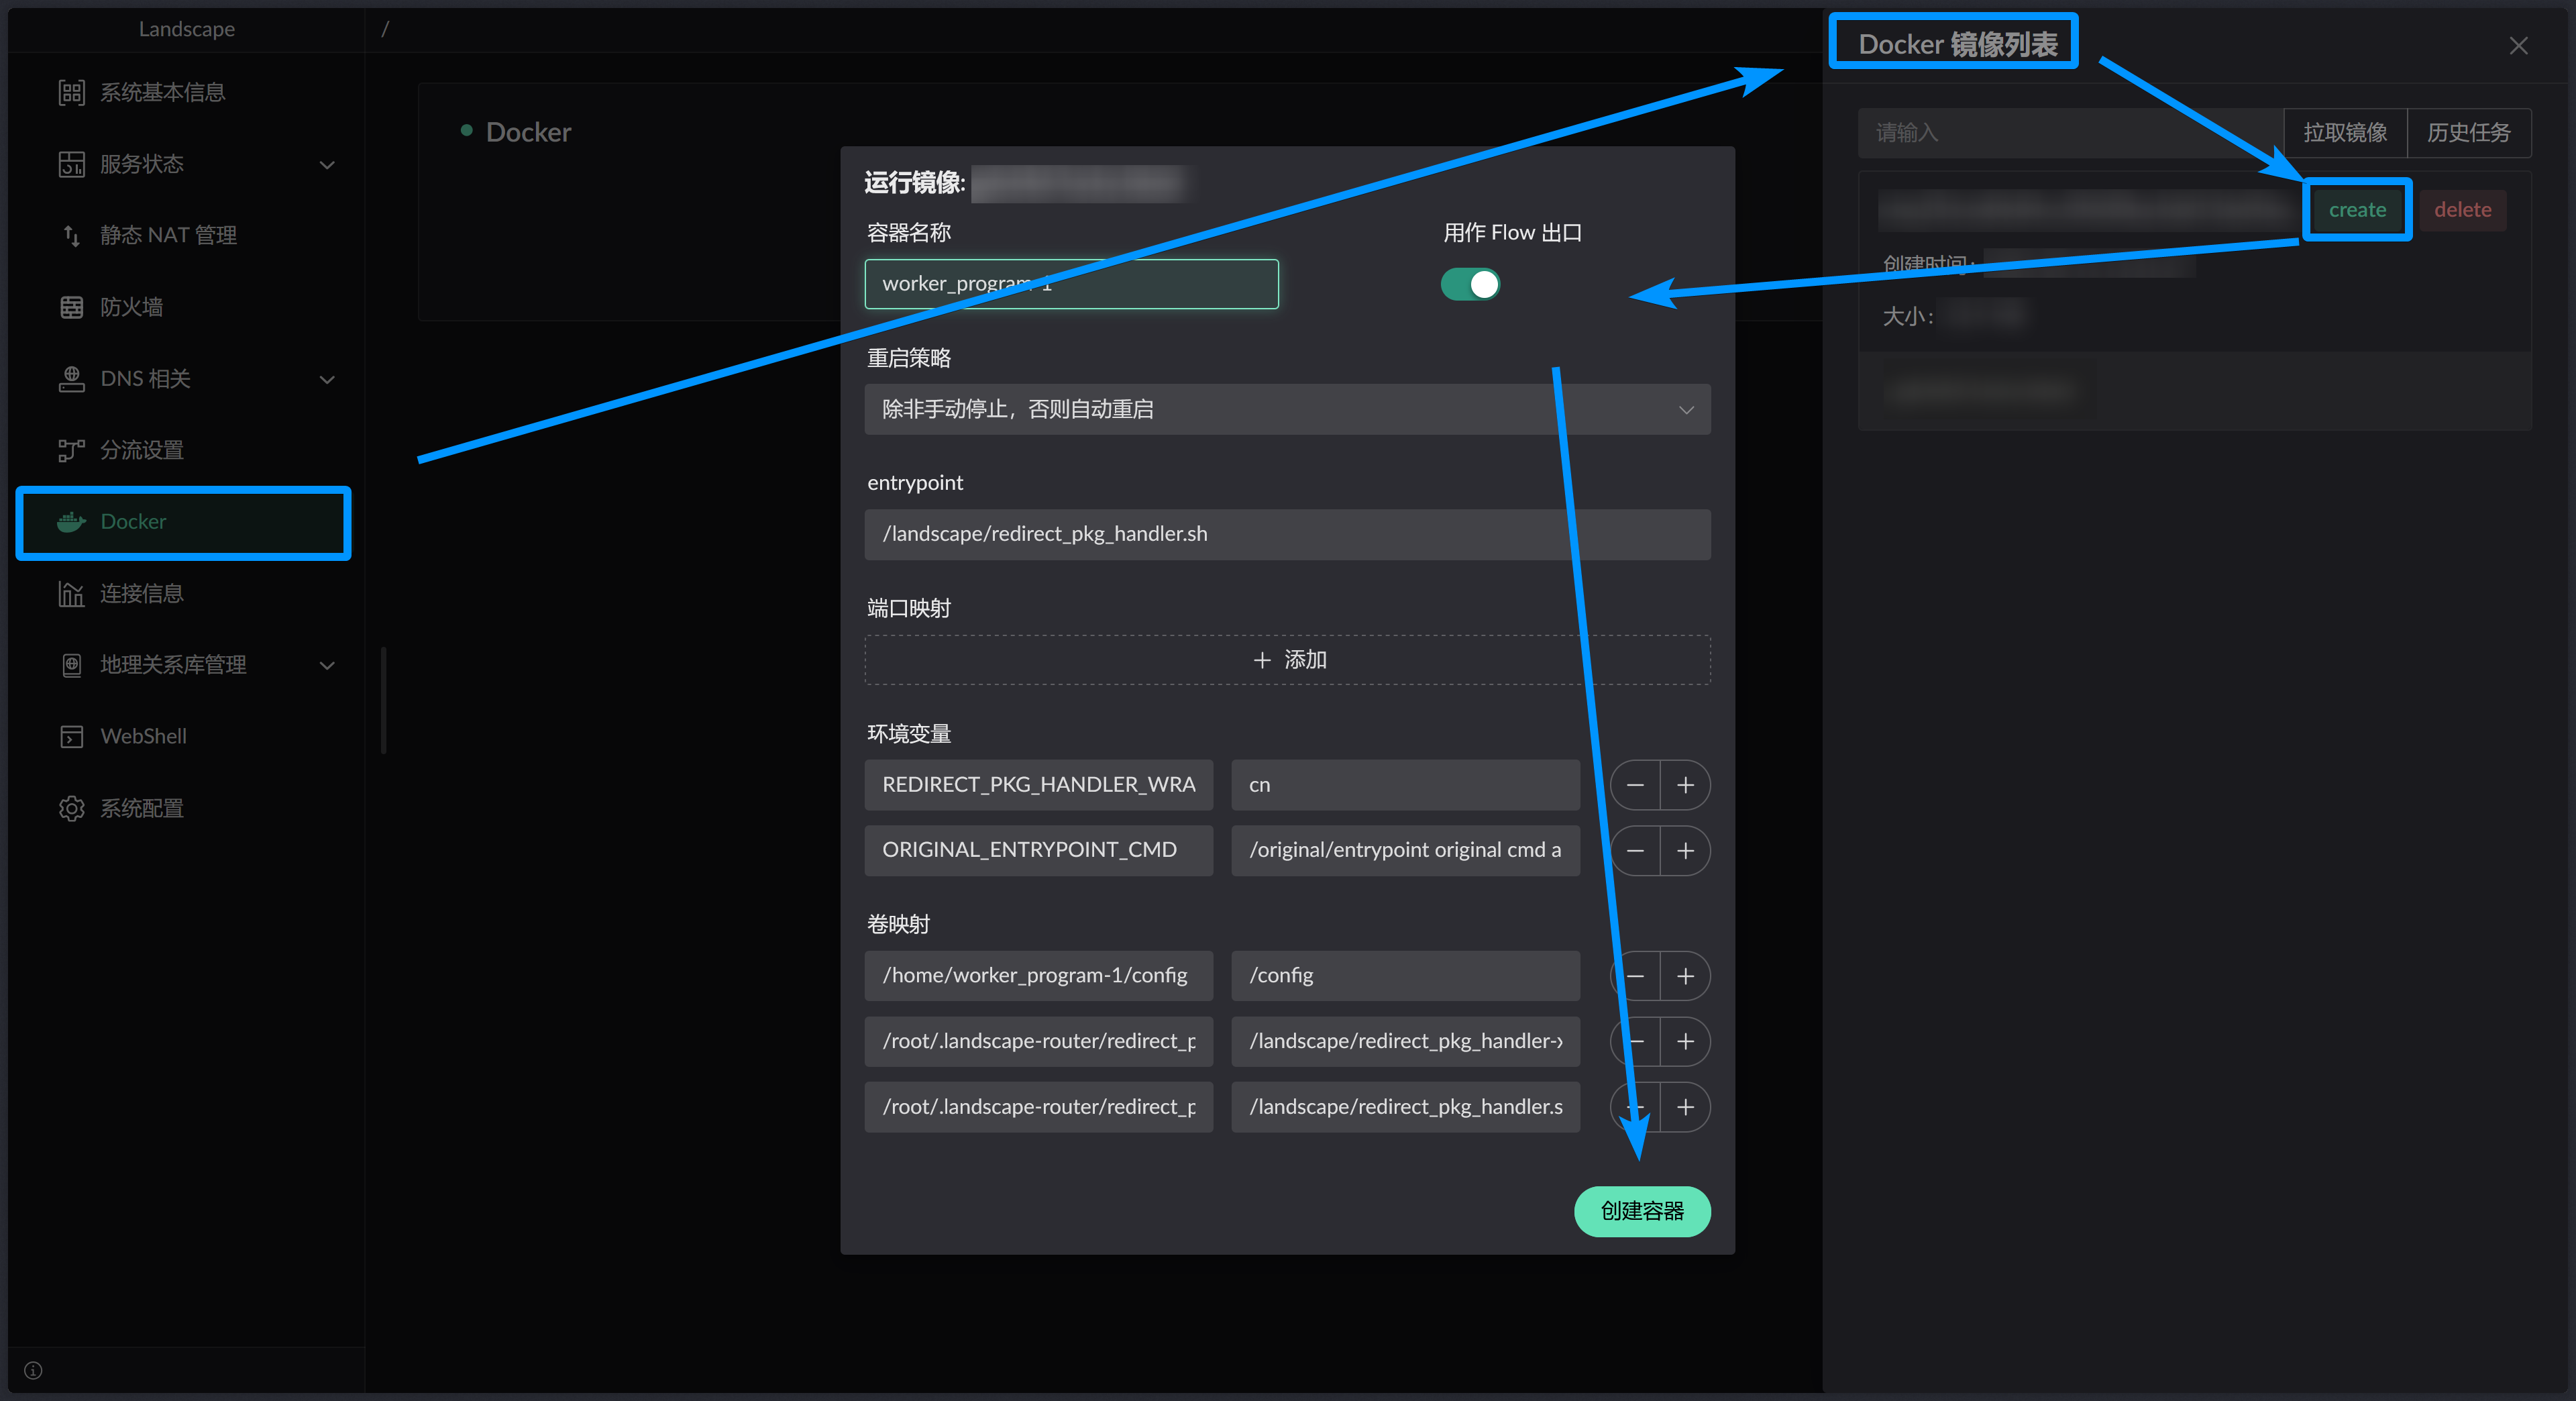 Landscape
系统基本信息
服务状态
静态 NAT 管理
防火墙
DNS 相关
分流设置
Docker
连接信息
地理关系库管理
WebShell
系统配置
/
Docker
运行镜像:
容器名称
用作 Flow 出口
worker_program-1
重启策略
除非手动停止，否则自动重启
entrypoint
/landscape/redirect_pkg_handler.sh
端口映射
添加
环境变量
REDIRECT_PKG_HANDLER_WRA
cn
ORIGINAL_ENTRYPOINT_CMD
/original/entrypoint original cmd a
卷映射
/home/worker_program-1/config
/config
/root/.landscape-router/redirect_p
/landscape/redirect_pkg_handler-x
/root/.landscape-router/redirect_p
/landscape/redirect_pkg_handler.s
创建容器
Docker 镜像列表
请输入
拉取镜像
历史任务
create
delete
创建时间:
大小: